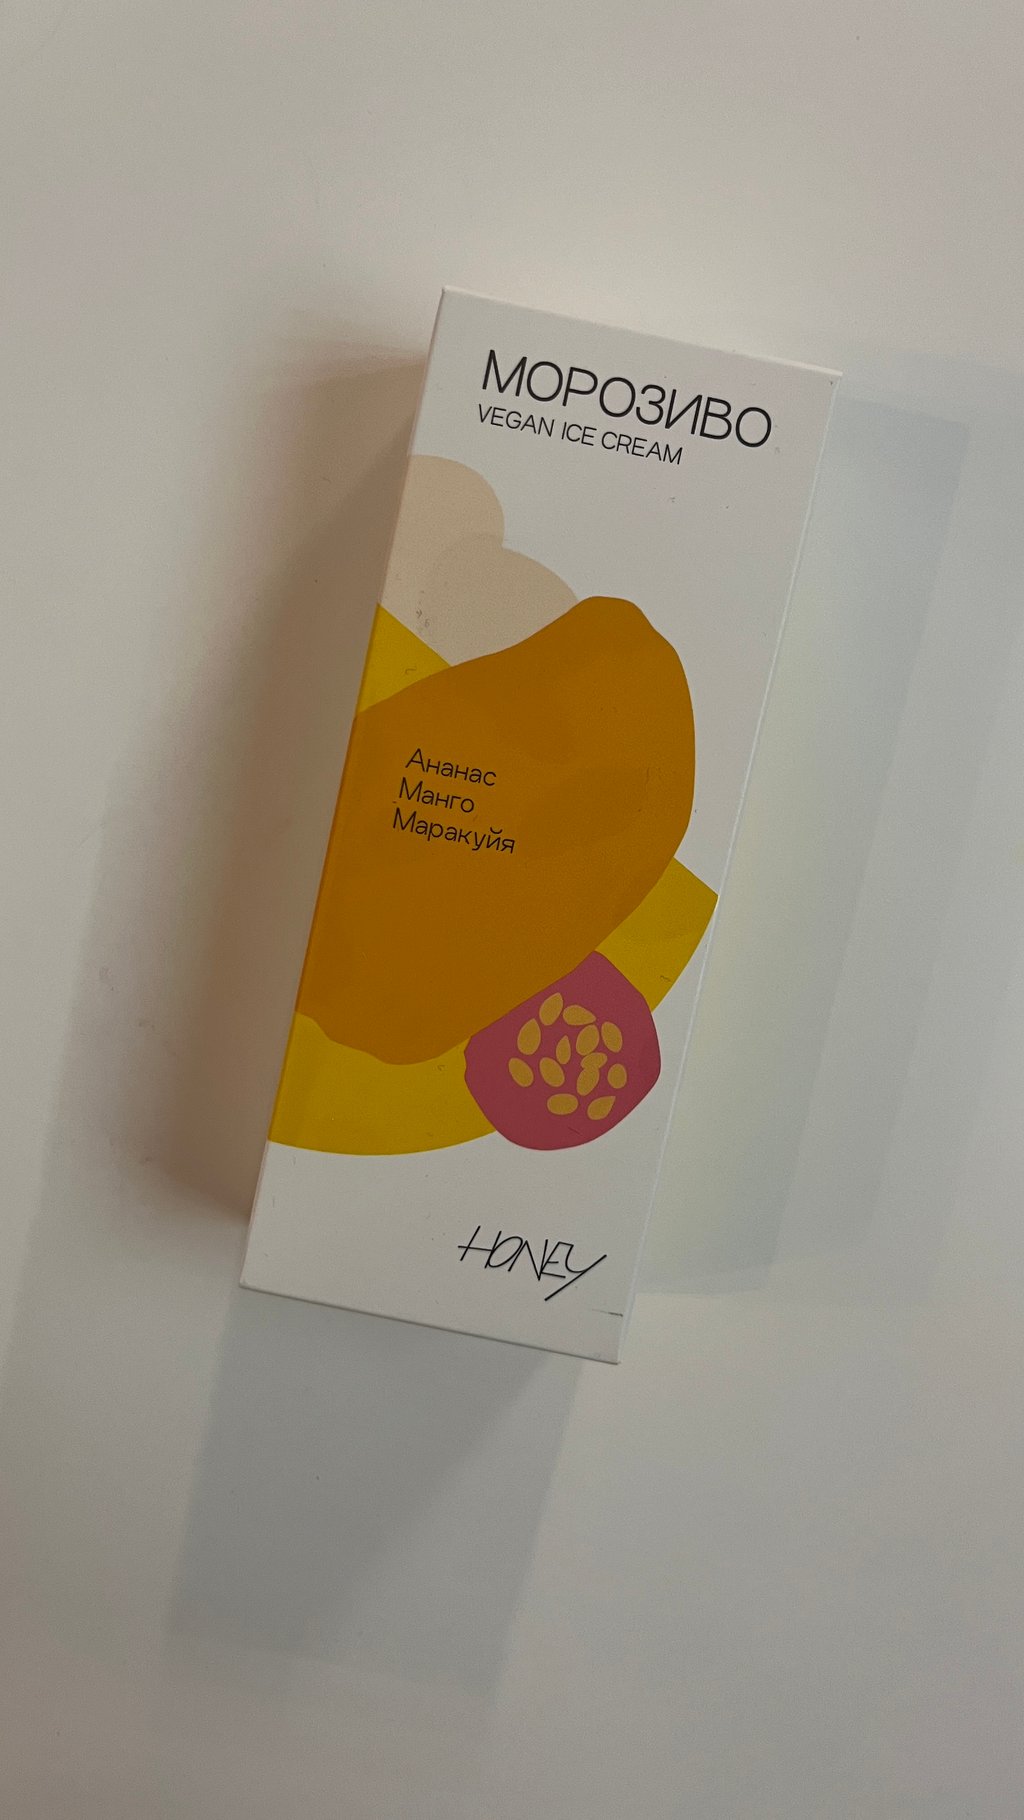 МОРОЗИВО
VEGAN ICE CREAM
Ананас
Манго
Маракуйя
HONEY